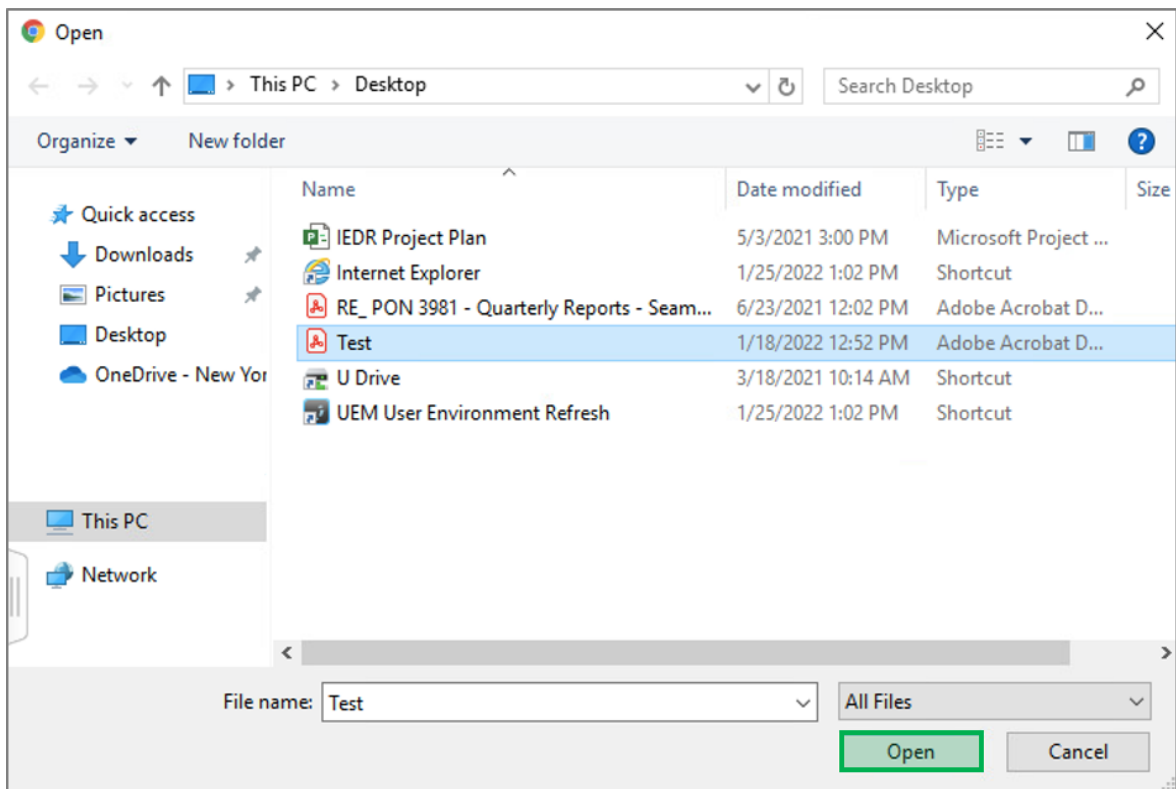 Open
This PC > Desktop
Search Desktop
Organize
New folder
Name Date modified Type Size
Quick access
Downloads
Pictures
Desktop
OneDrive - New Yor
This PC
Network
IEDR Project Plan 5/3/2021 3:00 PM Microsoft Project ...
Internet Explorer 1/25/2022 1:02 PM Shortcut
RE_ PON 3981 - Quarterly Reports - Seam... 6/23/2021 12:02 PM Adobe Acrobat D...
Test 1/18/2022 12:52 PM Adobe Acrobat D...
U Drive 3/18/2021 10:14 AM Shortcut
UEM User Environment Refresh 1/25/2022 1:02 PM Shortcut
File name: Test All Files
Open Cancel